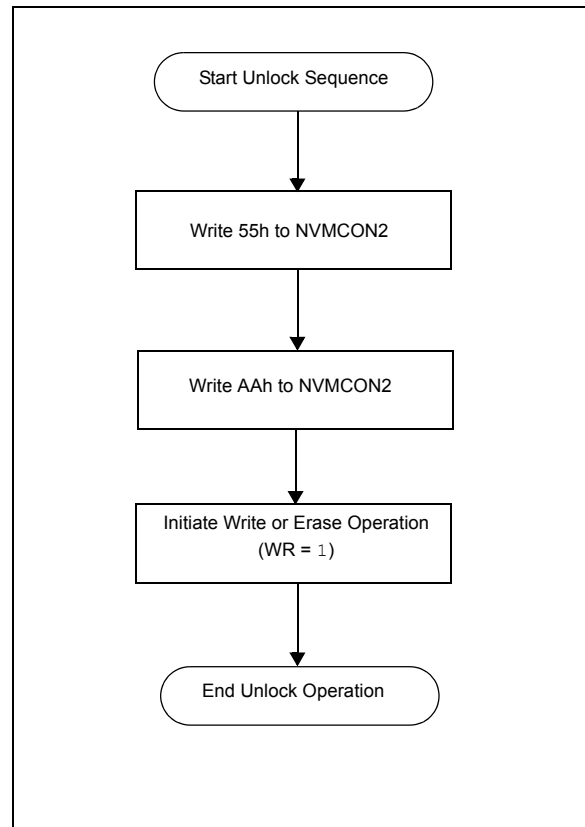 Start Unlock Sequence
Write 55h to NVMCON2
Write AAh to NVMCON2
Initiate Write or Erase Operation
(WR = 1)
End Unlock Operation